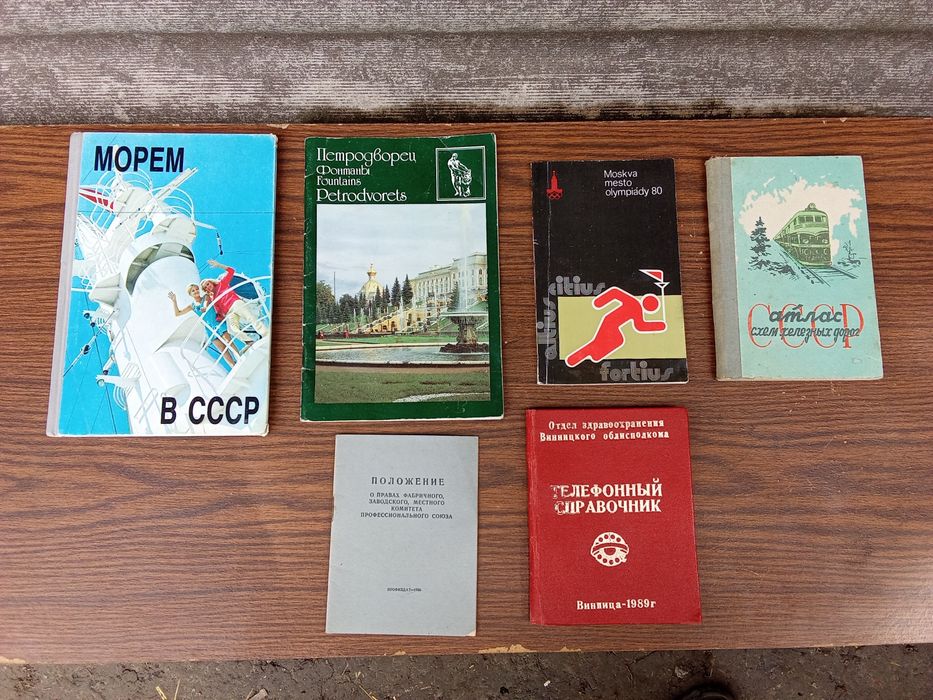 МОРЕМ
В СССР
Петродворец
Фонтаны
Fountains
Petrodvorets
Moskva
mesto
olympiády 80
citius
altius
fortius
СССР
атлас
схем железных дорог
ПОЛОЖЕНИЕ
О ПРАВАХ ФАБРИЧНОГО,
ЗАВОДСКОГО, МЕСТНОГО
КОМИТЕТА
ПРОФЕССИОНАЛЬНОГО СОЮЗА
Отдел здравоохранения
Винницкого облисполкома
ТЕЛЕФОННЫЙ
СПРАВОЧНИК
Винница-1989г